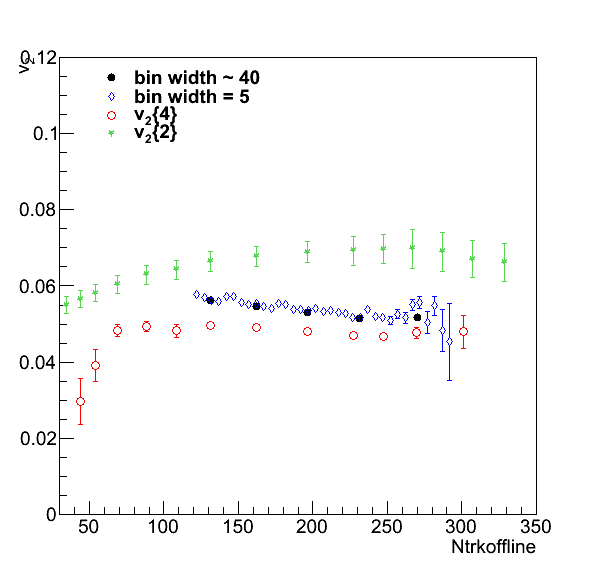 0.12
v2
bin width ~ 40
bin width = 5
v2{4}
v2{2}
0.1
0.08
0.06
0.04
0.02
0
50 100 150 200 250 300 350
Ntrkoffline